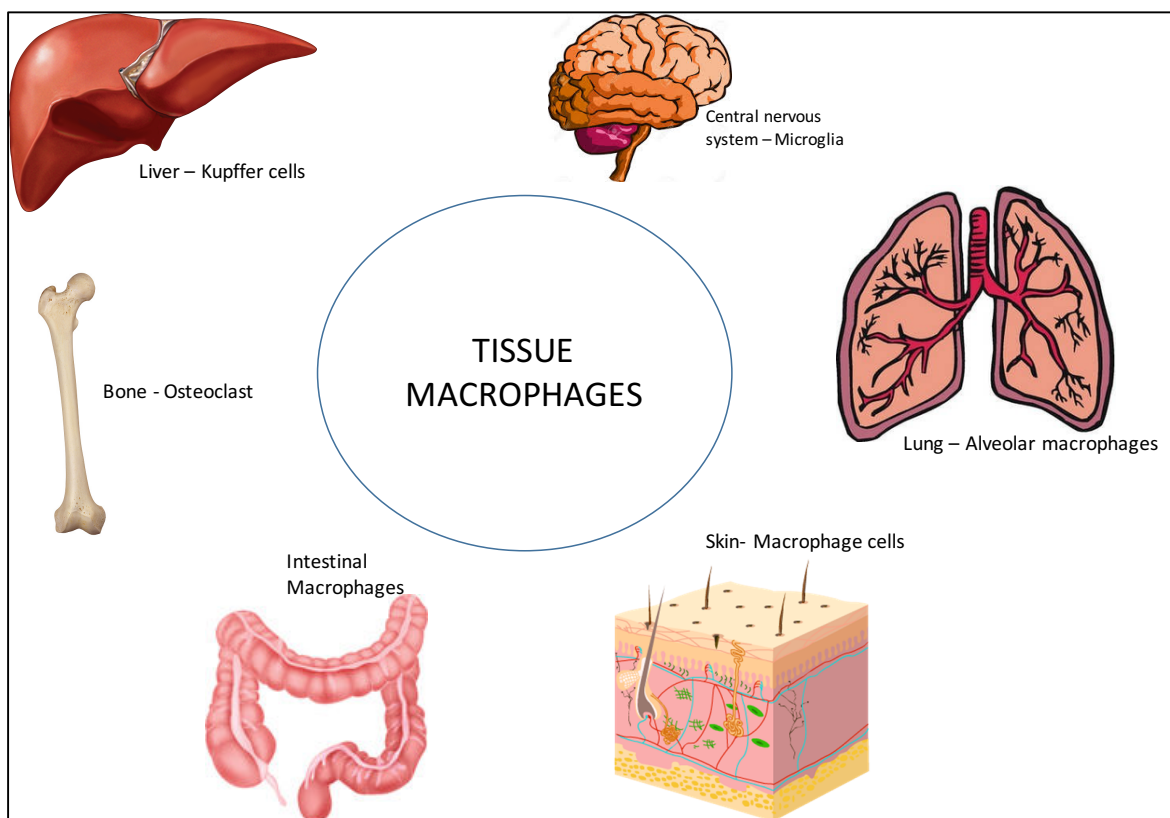 Central nervous
system – Microglia
Liver – Kupffer cells
TISSUE
MACROPHAGES
Bone - Osteoclast
Lung – Alveolar macrophages
Skin- Macrophage cells
Intestinal
Macrophages